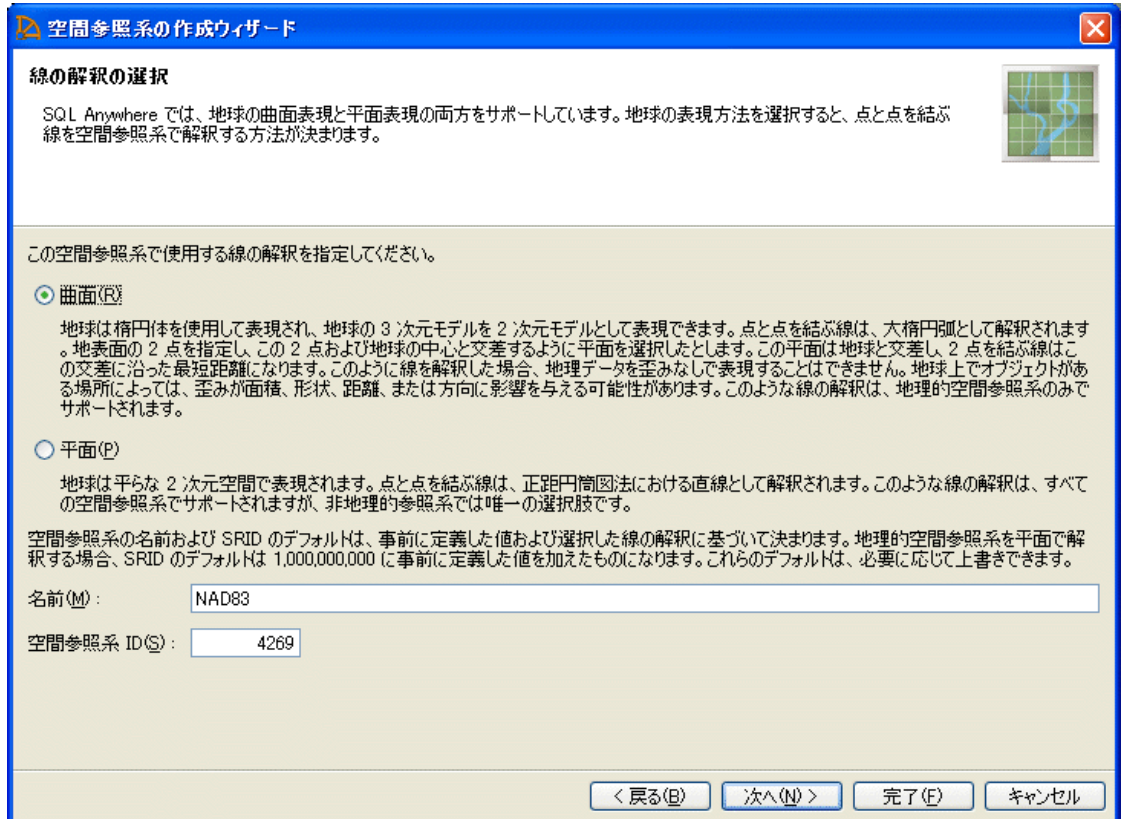 空間参照系の作成ウィザード
線の解釈の選択
SQL Anywhere では、地球の曲面表現と平面表現の両方をサポートしています。地球の表現方法を選択すると、点と点を結ぶ
線を空間参照系で解釈する方法が決まります。
この空間参照系で使用する線の解釈を指定してください。
曲面(R)
地球は楕円体を使用して表現され、地球の 3 次元モデルを 2 次元モデルとして表現できます。点と点を結ぶ線は、大楕円弧として解釈されます
。地表面の 2 点を指定し、この 2 点および地球の中心と交差するように平面を選択したとします。この平面は地球と交差し、2 点を結ぶ線はこ
の交差に沿った最短距離になります。このように線を解釈した場合、地理データを歪みなしで表現することはできません。地球上でオブジェクトがあ
る場所によっては、歪みが面積、形状、距離、または方向に影響を与える可能性があります。このような線の解釈は、地理的空間参照系のみで
サポートされます。
平面(P)
地球は平らな 2 次元空間で表現されます。点と点を結ぶ線は、正距円筒図法における直線として解釈されます。このような線の解釈は、すべて
の空間参照系でサポートされますが、非地理的参照系では唯一の選択肢です。
空間参照系の名前および SRID のデフォルトは、事前に定義した値および選択した線の解釈に基づいて決まります。地理的空間参照系を平面で解
釈する場合、SRID のデフォルトは 1,000,000,000 に事前に定義した値を加えたものになります。これらのデフォルトは、必要に応じて上書きできます。
名前(M) : NAD83
空間参照系 ID(S) : 4269
< 戻る(B) 次へ(N) > 完了(F) キャンセル